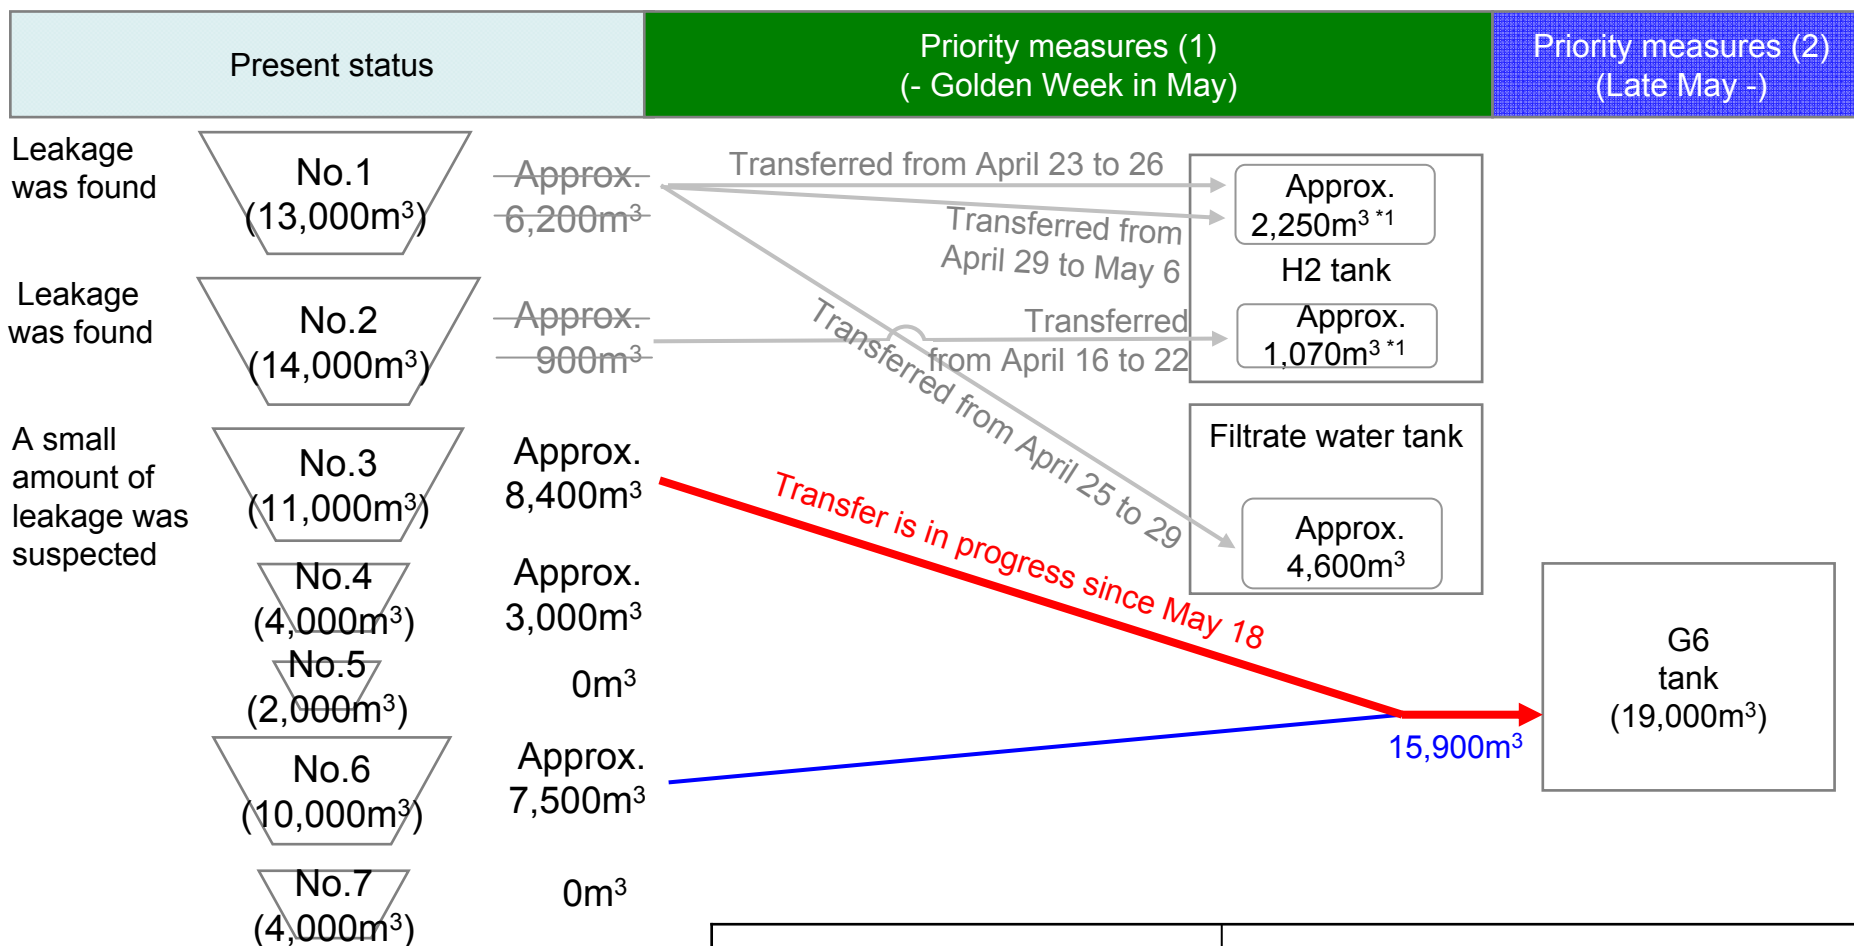 Present status
Priority measures (1)
(- Golden Week in May)
Priority measures (2)
(Late May -)
Leakage
was found
No.1
(13,000m³)
Approx.
6,200m³
Transferred from April 23 to 26
Transferred from
April 29 to May 6
Approx.
2,250m³ *1
H2 tank
Leakage
was found
No.2
(14,000m³)
Approx.
900m³
Transferred
from April 16 to 22
Approx.
1,070m³ *1
Transferred from April 25 to 29
A small
amount of
leakage was
suspected
No.3
(11,000m³)
Approx.
8,400m³
Transfer is in progress since May 18
Filtrate water tank
Approx.
4,600m³
No.4
(4,000m³)
Approx.
3,000m³
No.5
(2,000m³)
0m³
G6
tank
(19,000m³)
15,900m³
No.6
(10,000m³)
Approx.
7,500m³
No.7
(4,000m³)
0m³